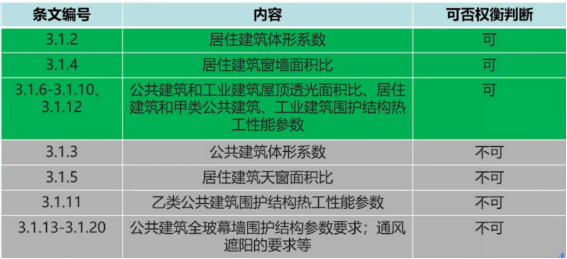 条文编号 内容 可否权衡判断
3.1.2 居住建筑体形系数 可
3.1.4 居住建筑窗墙面积比 可
3.1.6-3.1.10、
3.1.12
公共建筑和工业建筑屋顶透光面积比、居住
建筑和甲类公共建筑、工业建筑围护结构热
工性能参数
可
3.1.3 公共建筑体形系数 不可
3.1.5 居住建筑天窗面积比 不可
3.1.11 乙类公共建筑围护结构热工性能参数 不可
3.1.13-3.1.20
公共建筑全玻幕墙围护结构参数要求；通风
遮阳的要求等
不可